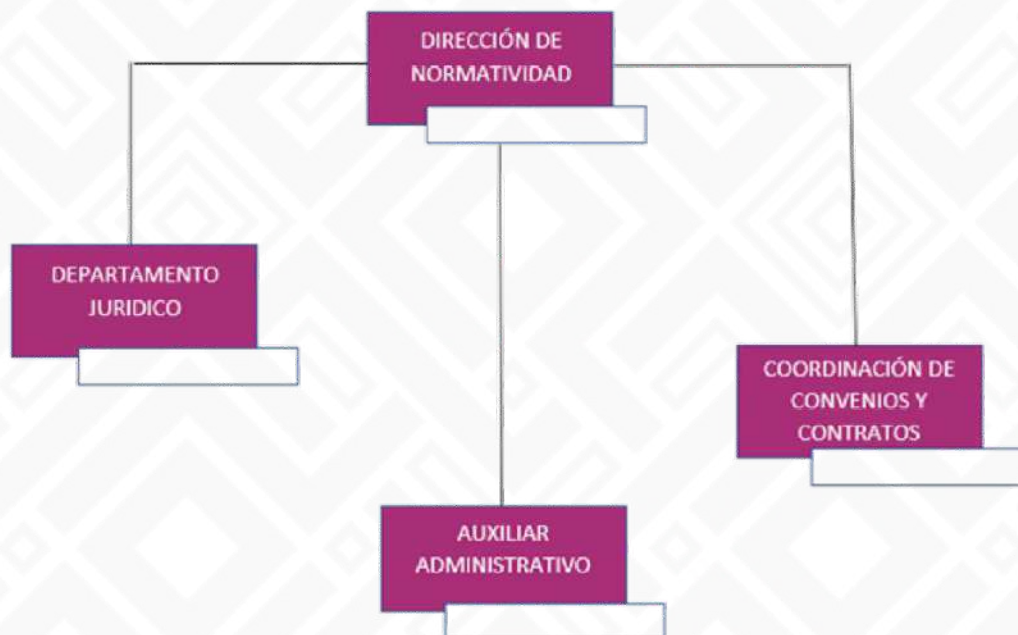 DIRECCIÓN DE
NORMATIVIDAD
DEPARTAMENTO
JURIDICO
COORDINACIÓN DE
CONVENIOS Y
CONTRATOS
AUXILIAR
ADMINISTRATIVO